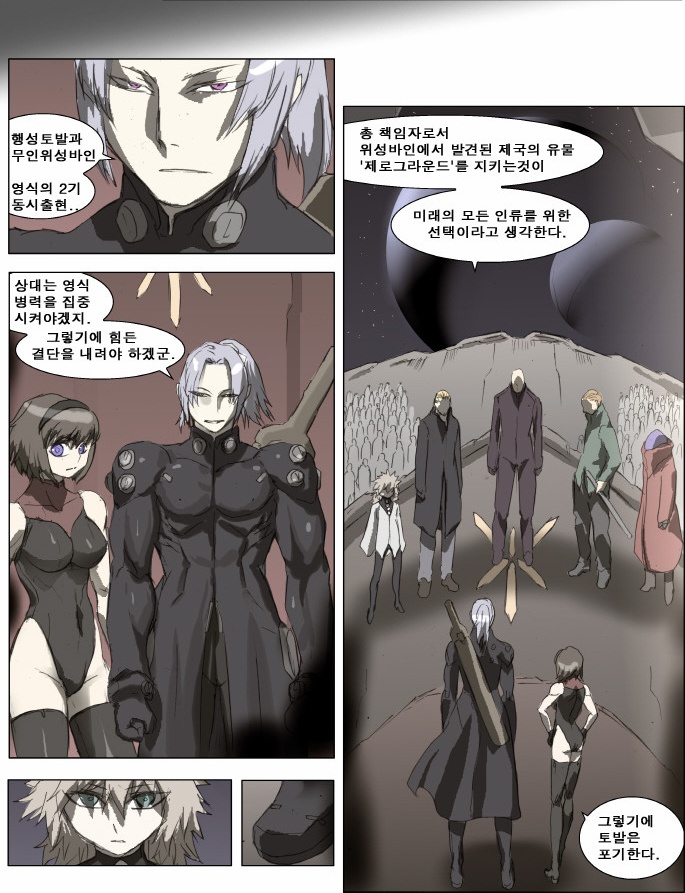 행성토발과
무인위성바인
영식의 2기
동시출현..
상대는 영식
병력을 집중
시켜야겠지.
그렇기에 힘든
결단을 내려야 하겠군.
총 책임자로서
위성바인에서 발견된 제국의 유물
'제로그라운드'를 지키는것이
미래의 모든 인류를 위한
선택이라고 생각한다.
그렇기에
토발은
포기한다.